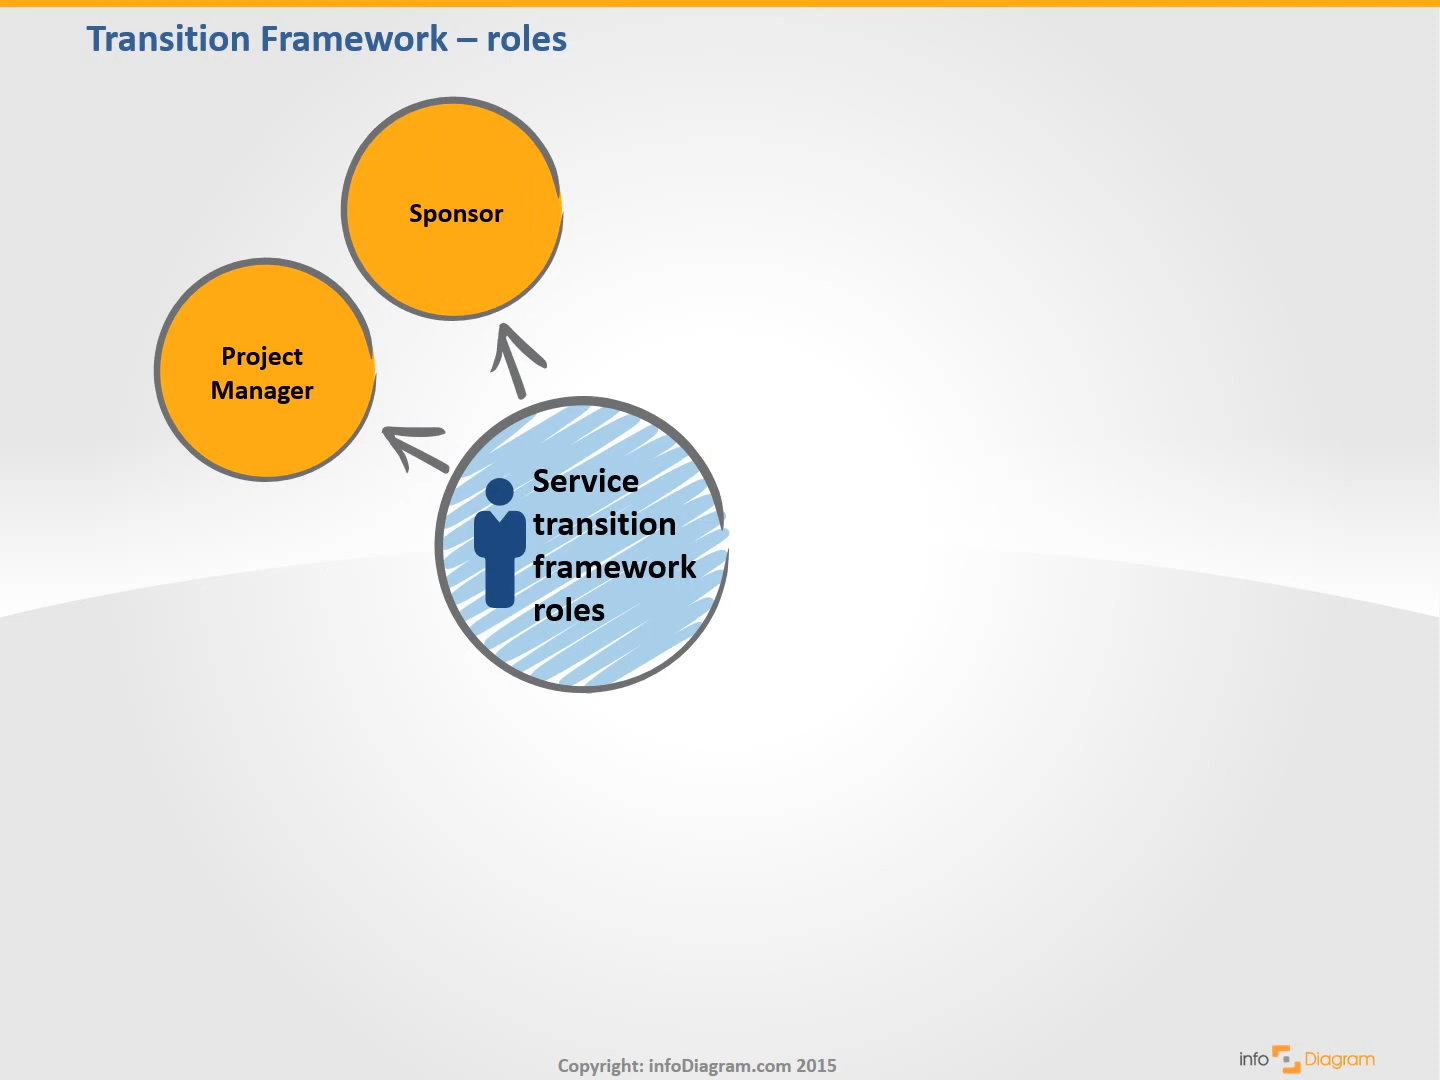 Transition Framework – roles
Sponsor
Project
Manager
Service
transition
framework
roles
Copyright: infoDiagram.com 2015
info Diagram